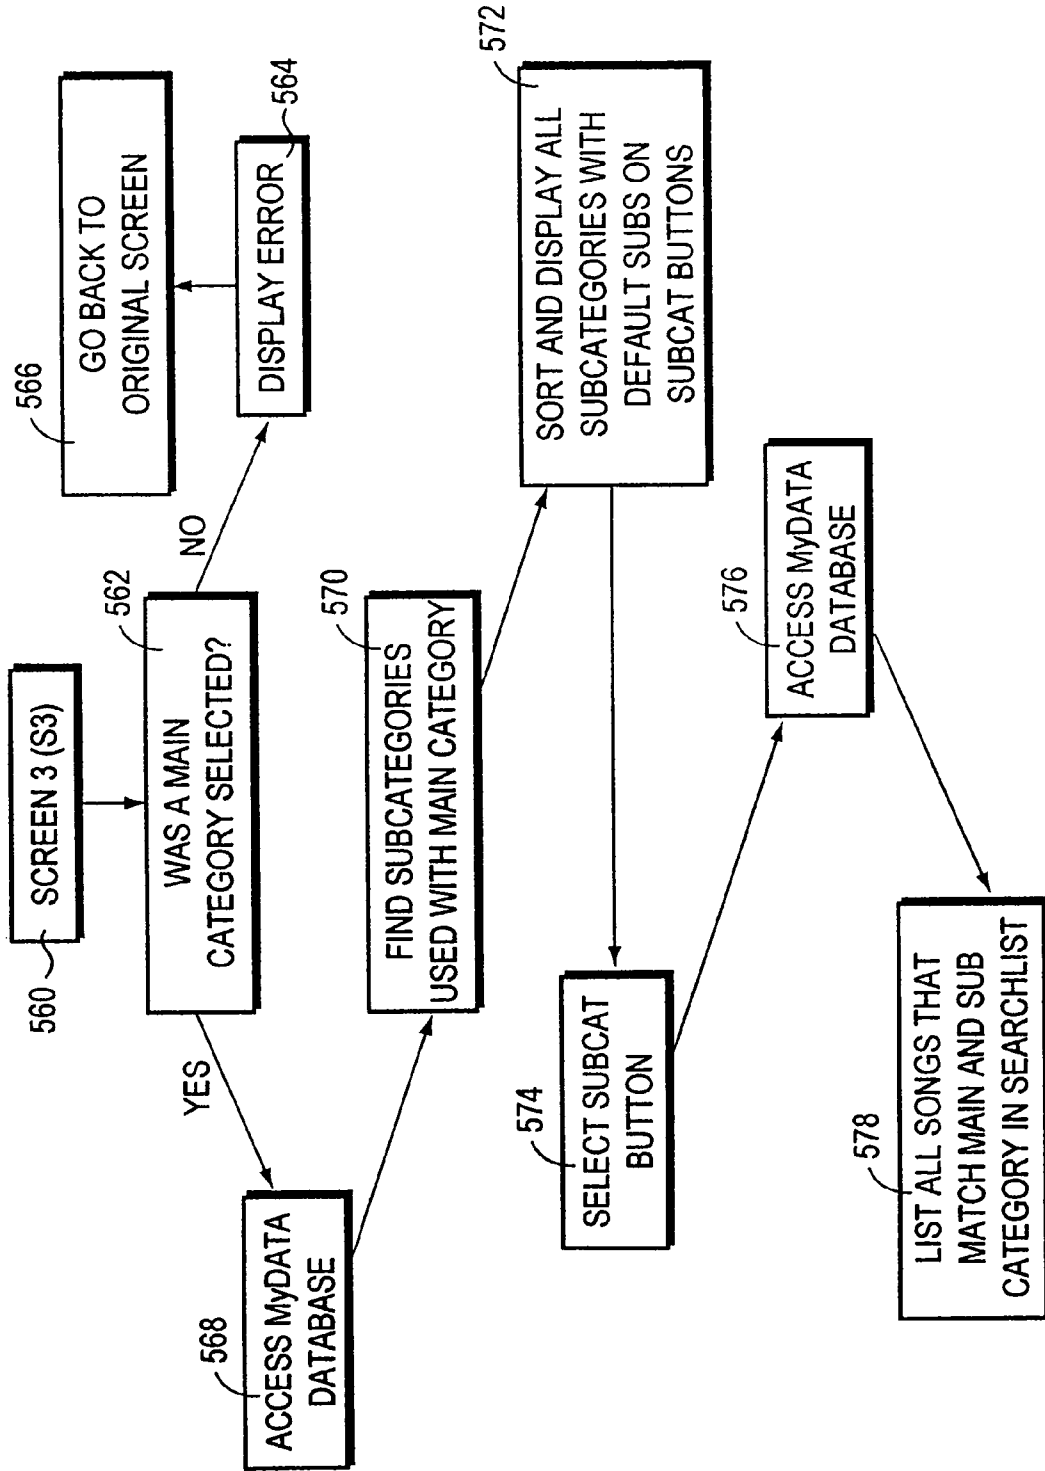 560
SCREEN 3 (S3)
562
WAS A MAIN
CATEGORY SELECTED?
NO
564
DISPLAY ERROR
566
GO BACK TO
ORIGINAL SCREEN
YES
568
ACCESS MyDATA
DATABASE
570
FIND SUBCATEGORIES
USED WITH MAIN CATEGORY
572
SORT AND DISPLAY ALL
SUBCATEGORIES WITH
DEFAULT SUBS ON
SUBCAT BUTTONS
574
SELECT SUBCAT
BUTTON
576
ACCESS MyDATA
DATABASE
578
LIST ALL SONGS THAT
MATCH MAIN AND SUB
CATEGORY IN SEARCHLIST